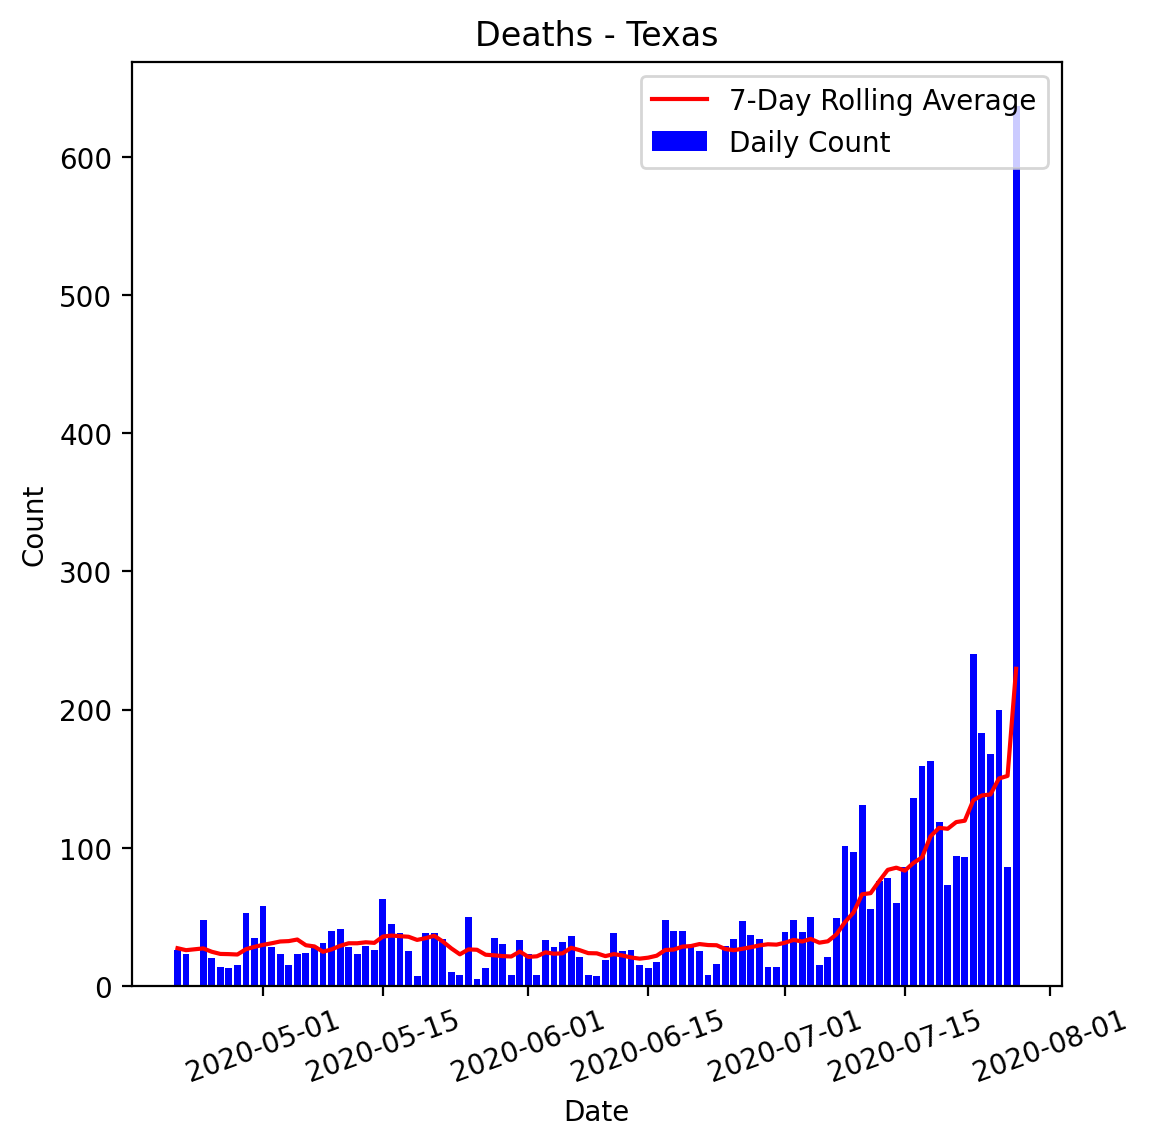 Deaths - Texas
7-Day Rolling Average
Daily Count
600
500
400
300
200
100
0
Count
2020-05-01
2020-05-15
2020-06-01
2020-06-15
2020-07-01
2020-07-15
2020-08-01
Date